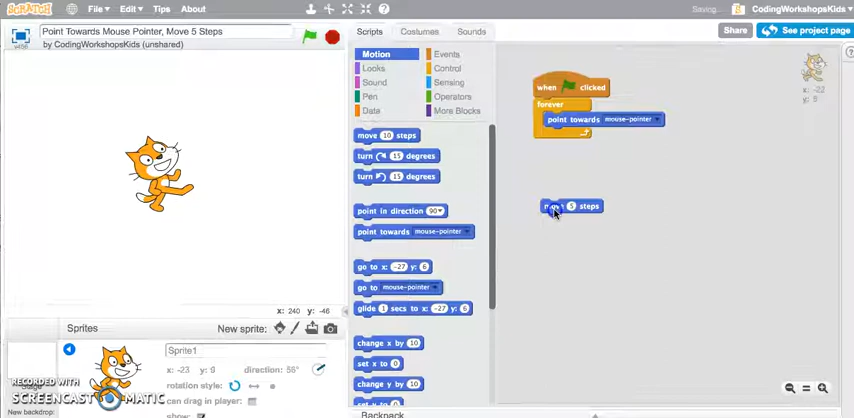 SCRATCH File▼ Edit▼ Tips About Saving... CodingWorkshopsKids
v456 Point Towards Mouse Pointer, Move 5 Steps
by CodingWorkshopsKids (unshared)
Scripts Costumes Sounds
Share See project page
Motion Events
Looks Control
Sound Sensing
Pen Operators
Data More Blocks
move 10 steps
turn 15 degrees
turn 15 degrees
point in direction 90▼
point towards mouse-pointer
go to x: -27 y: 6
go to mouse-pointer
glide 1 secs to x: -27 y: 6
change x by 10
set x to 0
change y by 10
when clicked
forever
point towards mouse-pointer
move 5 steps
x: -22
y: 8
x: 240 y: -46
Sprites New sprite:
Sprite1
x: -23 y: 9 direction: 55°
rotation style:
can drag in player:
show:
Stage
New backdrop:
RECORDED WITH
SCREENCAST MATIC
Backpack